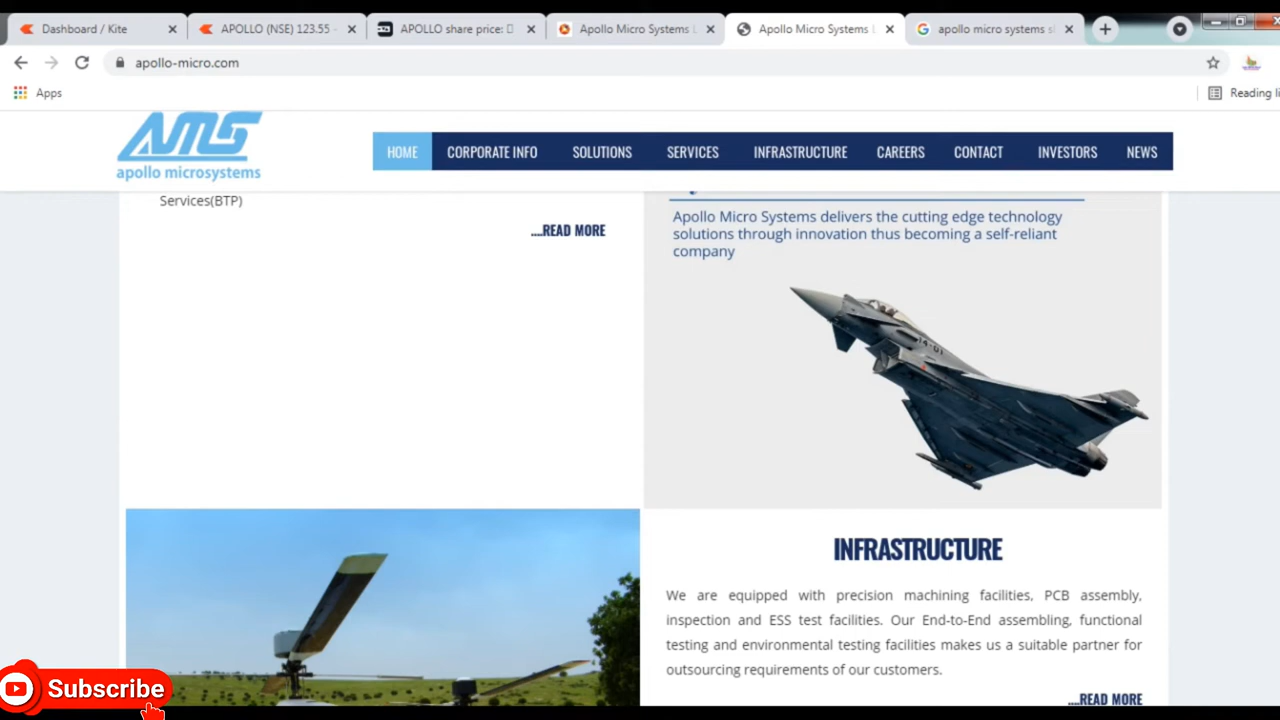 Dashboard / Kite
APOLLO (NSE) 123.55 -
APOLLO share price:
Apollo Micro Systems L
Apollo Micro Systems L
apollo micro systems s
apollo-micro.com
Apps
Reading li
AMS
apollo microsystems
HOME
CORPORATE INFO
SOLUTIONS
SERVICES
INFRASTRUCTURE
CAREERS
CONTACT
INVESTORS
NEWS
Services(BTP)
....READ MORE
Apollo Micro Systems delivers the cutting edge technology
solutions through innovation thus becoming a self-reliant
company
INFRASTRUCTURE
We are equipped with precision machining facilities, PCB assembly,
inspection and ESS test facilities. Our End-to-End assembling, functional
testing and environmental testing facilities makes us a suitable partner for
outsourcing requirements of our customers.
....READ MORE
Subscribe